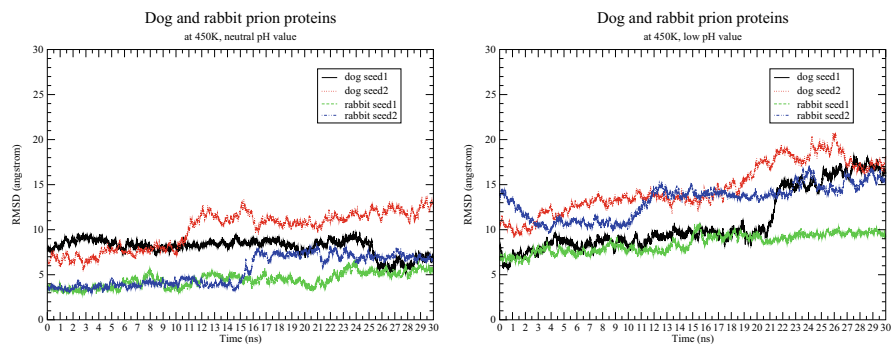 Dog and rabbit prion proteins
at 450K, neutral pH value
30
25
20
15
10
5
0
RMSD (angstrom)
dog seed1
dog seed2
rabbit seed1
rabbit seed2
0 1 2 3 4 5 6 7 8 9 10 11 12 13 14 15 16 17 18 19 20 21 22 23 24 25 26 27 28 29 30
Time (ns)
Dog and rabbit prion proteins
at 450K, low pH value
30
25
20
15
10
5
0
RMSD (angstrom)
dog seed1
dog seed2
rabbit seed1
rabbit seed2
0 1 2 3 4 5 6 7 8 9 10 11 12 13 14 15 16 17 18 19 20 21 22 23 24 25 26 27 28 29 30
Time (ns)